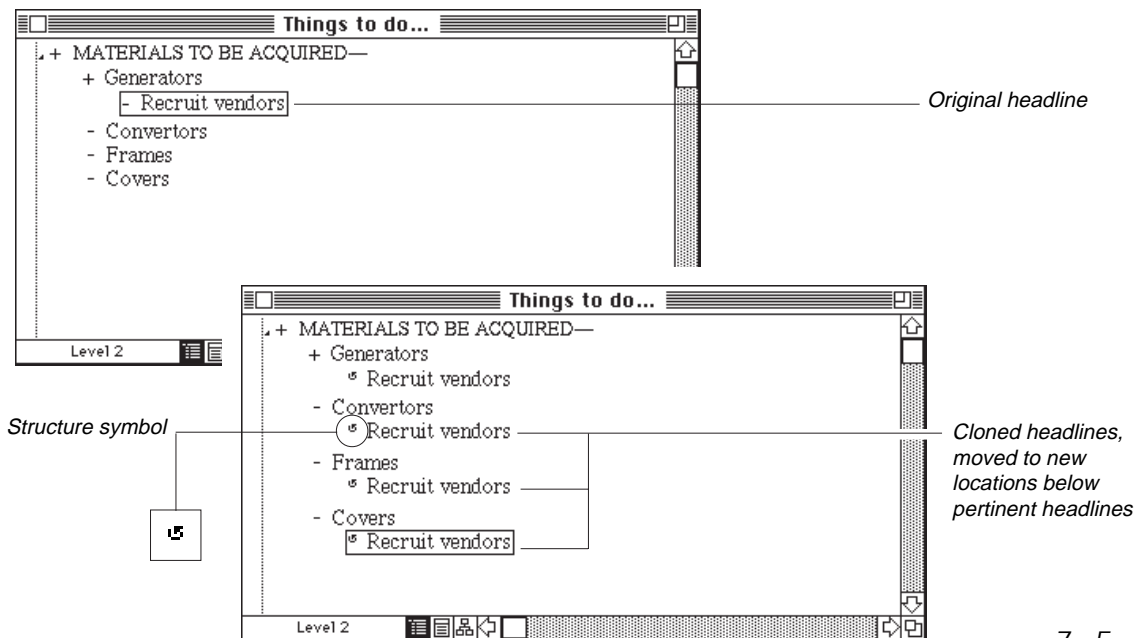 Things to do...
+ MATERIALS TO BE ACQUIRED—
+ Generators
- Recruit vendors
Original headline
- Convertors
- Frames
- Covers
Level 2
Things to do...
+ MATERIALS TO BE ACQUIRED—
+ Generators
Recruit vendors
- Convertors
Structure symbol
Recruit vendors
Cloned headlines,
moved to new
locations below
pertinent headlines
- Frames
Recruit vendors
- Covers
Recruit vendors
Level 2